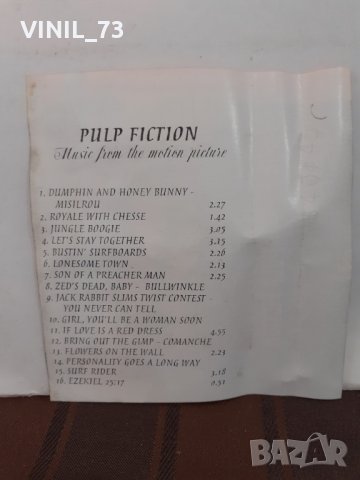 VINIL_73
PULP FICTION
Music from the motion picture
1. DUMPHIN AND HONEY BUNNY -
MISILROU 2.27
2. ROYALE WITH CHESSE 1.42
3. JUNGLE BOOGIE 3.05
4. LET'S STAY TOGETHER 3.15
5. BUSTIN' SURFBOARDS 2.26
6. LONESOME TOWN 2.13
7. SON OF A PREACHER MAN 2.25
8. ZED'S DEAD, BABY - BULLWINKLE
9. JACK RABBIT SLIMS TWIST CONTEST -
YOU NEVER CAN TELL
10. GIRL, YOU'LL BE A WOMAN SOON
11. IF LOVE IS A RED DRESS 4.55
12. BRING OUT THE GIMP - COMANCHE
13. FLOWERS ON THE WALL 2.23
14. PERSONALITY GOES A LONG WAY
15. SURF RIDER 3.18
16. EZEKIEL 25:17 0.51
BAZAR
bg